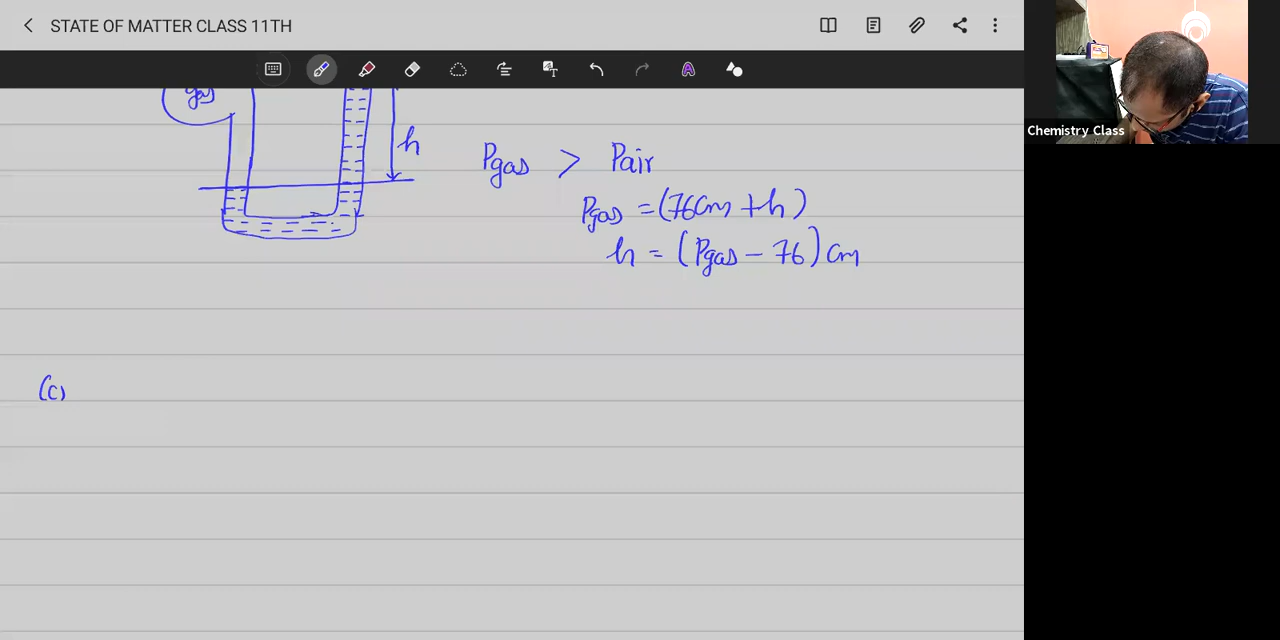 STATE OF MATTER CLASS 11TH
Chemistry Class
gas
h
Pgas > Pair
Pgas = (76cm + h)
h = (Pgas - 76) cm
(c)